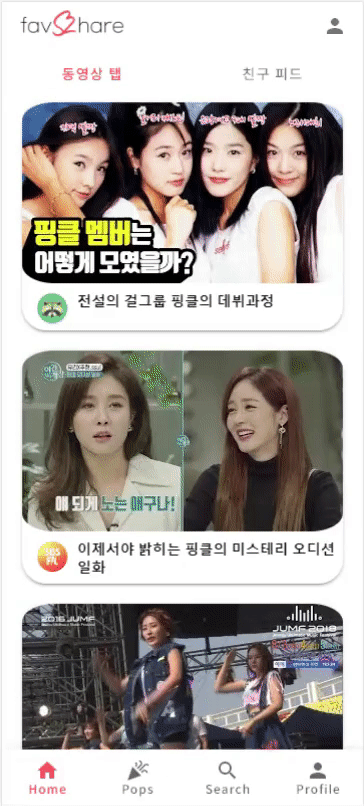 favShare
동영상 탭
친구 피드
핑클 멤버는
어떻게 모였을까?
전설의 걸그룹 핑클의 데뷔과정
애 되게 노는 애구나!
SBS
이제서야 밝히는 핑클의 미스테리 오디션
일화
2018 JUMF
JUMF 2018
Home
Pops
Search
Profile